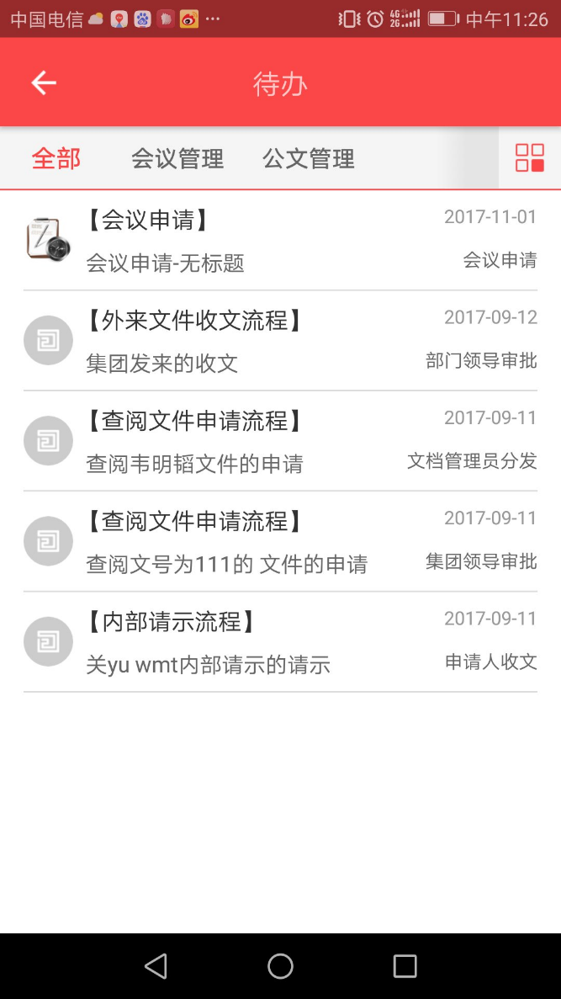 中国电信 ··· 4G 2G 中午11:26
待办
全部 会议管理 公文管理
【会议申请】 2017-11-01
会议申请-无标题 会议申请
【外来文件收文流程】 2017-09-12
集团发来的收文 部门领导审批
【查阅文件申请流程】 2017-09-11
查阅韦明韬文件的申请 文档管理员分发
【查阅文件申请流程】 2017-09-11
查阅文号为111的 文件的申请 集团领导审批
【内部请示流程】 2017-09-11
关yu wmt内部请示的请示 申请人收文